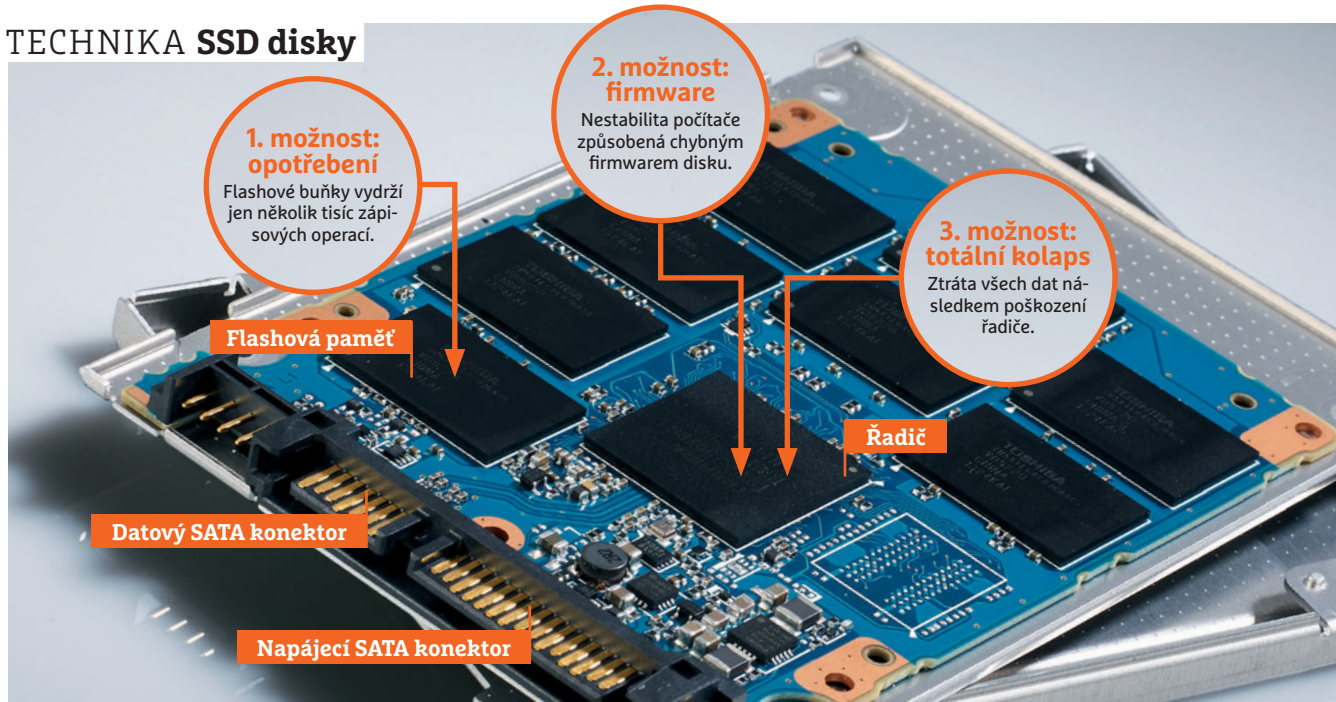 TECHNIKA SSD disky
1. možnost:
opotřebení
Flashové buňky vydrží
jen několik tisíc zápi-
sových operací.
2. možnost:
firmware
Nestabilita počítače
způsobená chybným
firmwarem disku.
3. možnost:
totální kolaps
Ztráta všech dat ná-
sledkem poškození
řadiče.
Flashová paměť
Řadič
Datový SATA konektor
Napájecí SATA konektor
TOSHIBA